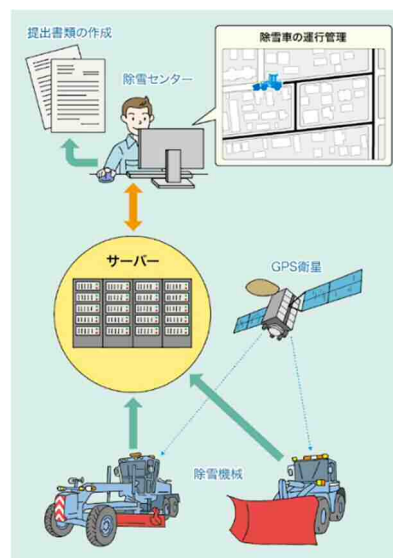 提出書類の作成
除雪センター
除雪車の運行管理
サーバー
GPS衛星
除雪機械